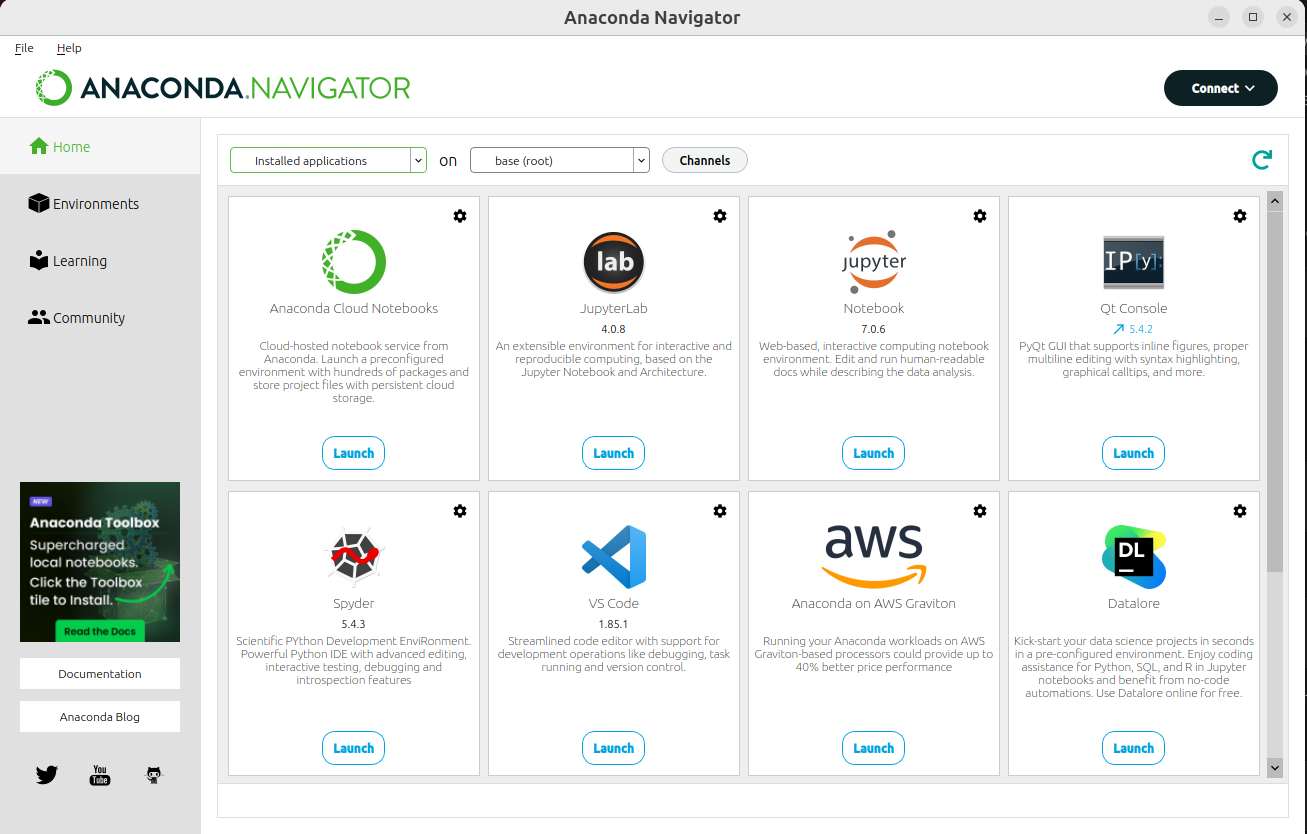 Anaconda Navigator
File Help
ANACONDA.NAVIGATOR
Connect
Home
Environments
Learning
Community
NEW
Anaconda Toolbox
Supercharged
local notebooks.
Click the Toolbox
tile to Install.
Read the Docs
Documentation
Anaconda Blog
You
Tube
Installed applications on base (root) Channels
Anaconda Cloud Notebooks
Cloud-hosted notebook service from
Anaconda. Launch a preconfigured
environment with hundreds of packages and
store project files with persistent cloud
storage.
Launch
lab
JupyterLab
4.0.8
An extensible environment for interactive and
reproducible computing, based on the
Jupyter Notebook and Architecture.
Launch
jupyter
Notebook
7.0.6
Web-based, interactive computing notebook
environment. Edit and run human-readable
docs while describing the data analysis.
Launch
IP[y]:
Qt Console
5.4.2
PyQt GUI that supports inline figures, proper
multiline editing with syntax highlighting,
graphical calltips, and more.
Launch
Spyder
5.4.3
Scientific PYthon Development EnviRonment.
Powerful Python IDE with advanced editing,
interactive testing, debugging and
introspection features
Launch
VS Code
1.85.1
Streamlined code editor with support for
development operations like debugging, task
running and version control.
Launch
aws
Anaconda on AWS Graviton
Running your Anaconda workloads on AWS
Graviton-based processors could provide up to
40% better price performance
Launch
DL
Datalore
Kick-start your data science projects in seconds
in a pre-configured environment. Enjoy coding
assistance for Python, SQL, and R in Jupyter
notebooks and benefit from no-code
automations. Use Datalore online for free.
Launch